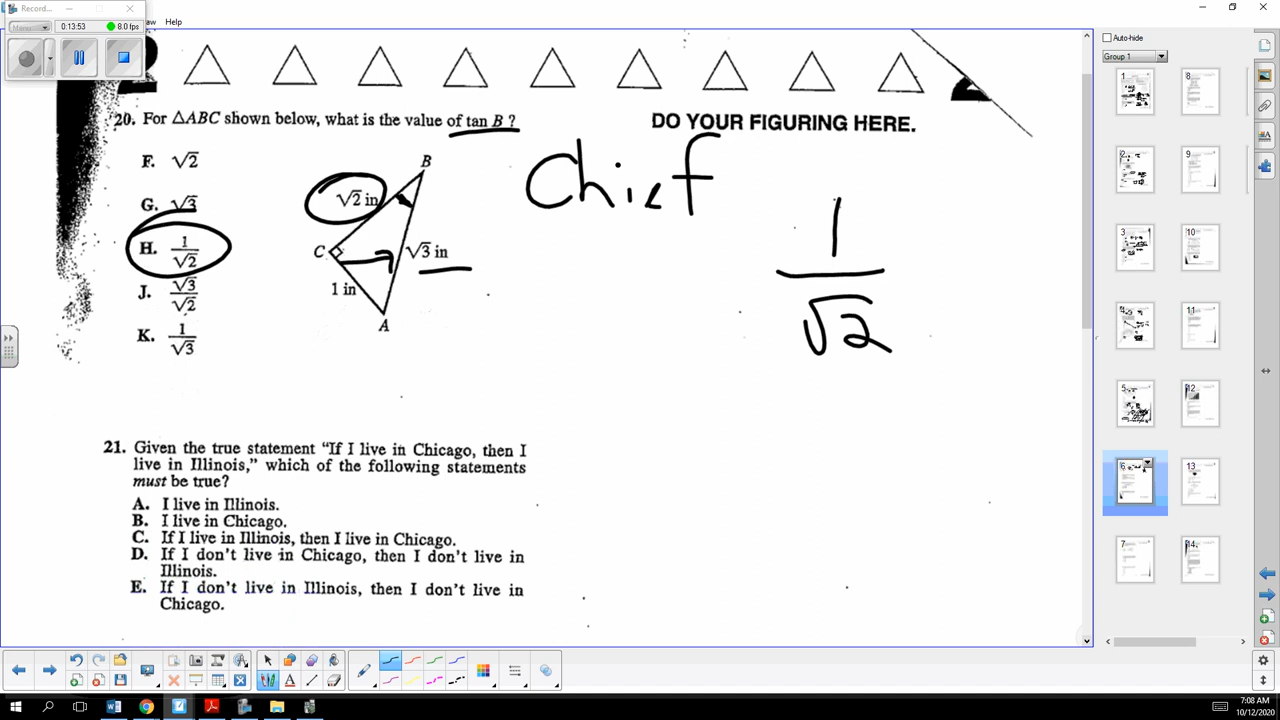 Record...
Menu
0:13:53
8.0 fps
Help
2
2
20. For △ABC shown below, what is the value of tan B ?
DO YOUR FIGURING HERE.
F. √2
G. √3
H. 1/√2
J. √3/√2
K. 1/√3
B
√2 in
C
√3 in
1 in
A
Chief
1
√2
21. Given the true statement “If I live in Chicago, then I
live in Illinois,” which of the following statements
must be true?
A. I live in Illinois.
B. I live in Chicago.
C. If I live in Illinois, then I live in Chicago.
D. If I don't live in Chicago, then I don't live in
Illinois.
E. If I don't live in Illinois, then I don't live in
Chicago.
Auto-hide
Group 1
1
8
2
9
3
10
4
11
5
12
6
13
7
14
7:08 AM
10/12/2020